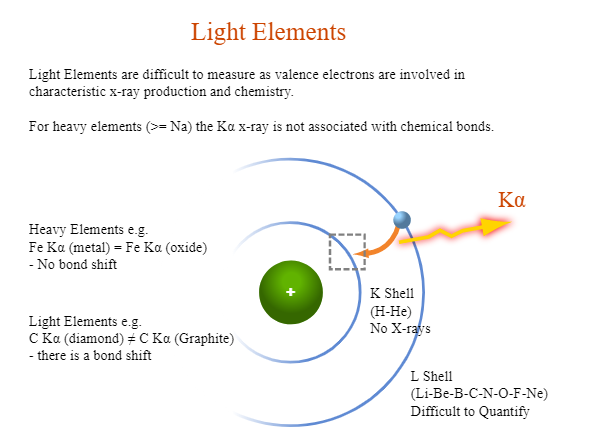 Light Elements
Light Elements are difficult to measure as valence electrons are involved in
characteristic x-ray production and chemistry.
For heavy elements (>= Na) the Kα x-ray is not associated with chemical bonds.
Kα
Heavy Elements e.g.
Fe Kα (metal) = Fe Kα (oxide)
- No bond shift
+
K Shell
(H-He)
No X-rays
Light Elements e.g.
C Kα (diamond) ≠ C Kα (Graphite)
- there is a bond shift
L Shell
(Li-Be-B-C-N-O-F-Ne)
Difficult to Quantify